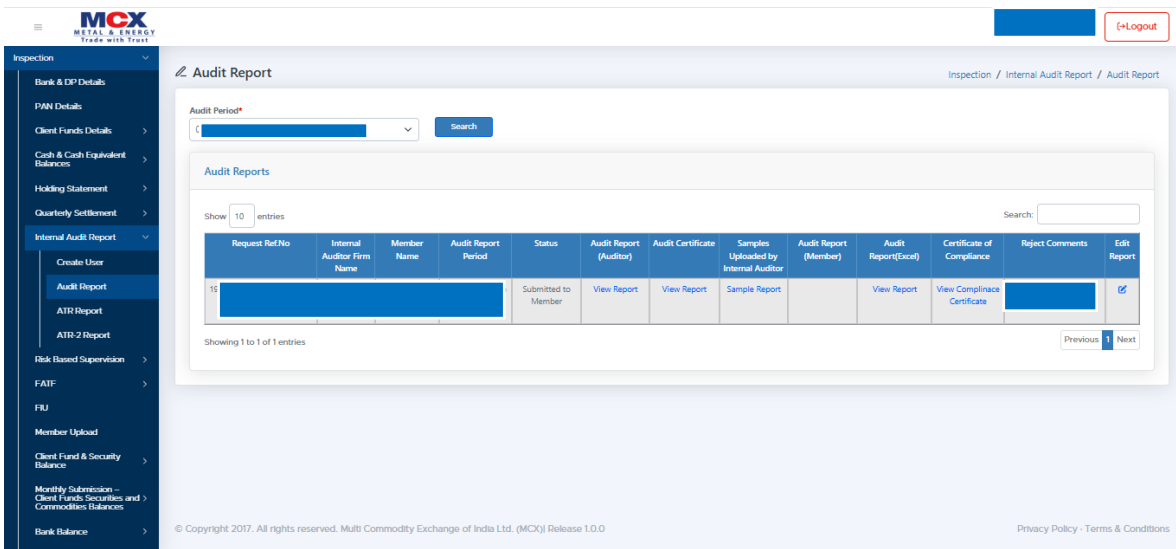 MCX
METAL & ENERGY
Trade with Trust
Logout
Inspection
Bank & DP Details
PAN Details
Client Funds Details
Cash & Cash Equivalent
Balances
Holding Statement
Quarterly Settlement
Internal Audit Report
Create User
Audit Report
ATR Report
ATR-2 Report
Risk Based Supervision
FATF
FIU
Member Upload
Client Fund & Security
Balance
Monthly Submission –
Client Funds Securities and
Commodities Balances
Bank Balance
Audit Report
Inspection / Internal Audit Report / Audit Report
Audit Period*
Search
Audit Reports
Show 10 entries
Search:
Request Ref.No
Internal
Auditor Firm
Name
Member
Name
Audit Report
Period
Status
Audit Report
(Auditor)
Audit Certificate
Samples
Uploaded by
Internal Auditor
Audit Report
(Member)
Audit
Report(Excel)
Certificate of
Compliance
Reject Comments
Edit
Report
19
Submitted to
Member
View Report
View Report
Sample Report
View Report
View Complinace
Certificate
Showing 1 to 1 of 1 entries
Previous 1 Next
© Copyright 2017. All rights reserved. Multi Commodity Exchange of India Ltd. (MCX)| Release 1.0.0
Privacy Policy · Terms & Conditions